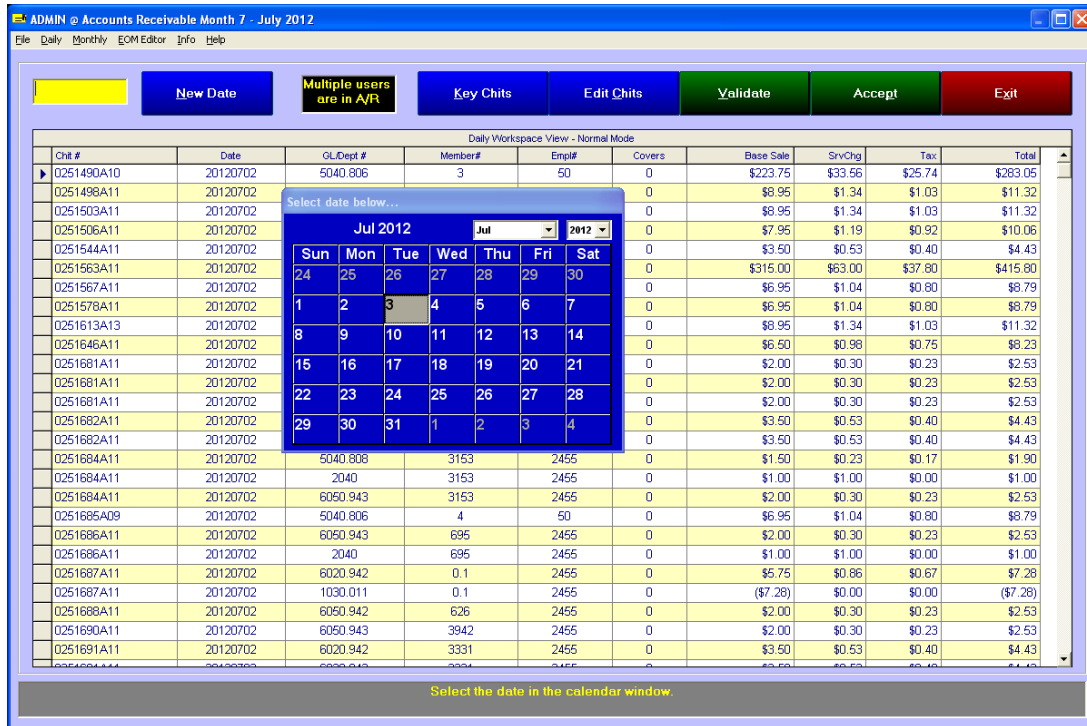 ADMIN @ Accounts Receivable Month 7 - July 2012
File Daily Monthly EOM Editor Info Help
New Date Multiple users are in A/R Key Chits Edit Chits Validate Accept Exit
Daily Workspace View - Normal Mode
Chit # Date GL/Dept # Member# Empl# Covers Base Sale SrvChg Tax Total
0251490A10 20120702 5040.806 3 50 0 $223.75 $33.56 $25.74 $283.05
0251498A11 20120702 0 $8.95 $1.34 $1.03 $11.32
0251503A11 20120702 0 $8.95 $1.34 $1.03 $11.32
0251506A11 20120702 0 $7.95 $1.19 $0.92 $10.06
0251544A11 20120702 0 $3.50 $0.53 $0.40 $4.43
0251563A11 20120702 0 $315.00 $63.00 $37.80 $415.80
0251567A11 20120702 0 $6.95 $1.04 $0.80 $8.79
0251578A11 20120702 0 $6.95 $1.04 $0.80 $8.79
0251613A13 20120702 0 $8.95 $1.34 $1.03 $11.32
0251646A11 20120702 0 $6.50 $0.98 $0.75 $8.23
0251681A11 20120702 0 $2.00 $0.30 $0.23 $2.53
0251681A11 20120702 0 $2.00 $0.30 $0.23 $2.53
0251681A11 20120702 0 $2.00 $0.30 $0.23 $2.53
0251682A11 20120702 0 $3.50 $0.53 $0.40 $4.43
0251682A11 20120702 0 $3.50 $0.53 $0.40 $4.43
0251684A11 20120702 5040.808 3153 2455 0 $1.50 $0.23 $0.17 $1.90
0251684A11 20120702 2040 3153 2455 0 $1.00 $1.00 $0.00 $1.00
0251684A11 20120702 6050.943 3153 2455 0 $2.00 $0.30 $0.23 $2.53
0251685A09 20120702 5040.806 4 50 0 $6.95 $1.04 $0.80 $8.79
0251686A11 20120702 6050.943 695 2455 0 $2.00 $0.30 $0.23 $2.53
0251686A11 20120702 2040 695 2455 0 $1.00 $1.00 $0.00 $1.00
0251687A11 20120702 6020.942 0.1 2455 0 $5.75 $0.86 $0.67 $7.28
0251687A11 20120702 1030.011 0.1 2455 0 ($7.28) $0.00 $0.00 ($7.28)
0251688A11 20120702 6050.942 626 2455 0 $2.00 $0.30 $0.23 $2.53
0251690A11 20120702 6050.943 3942 2455 0 $2.00 $0.30 $0.23 $2.53
0251691A11 20120702 6020.942 3331 2455 0 $3.50 $0.53 $0.40 $4.43
Select date below...
Jul 2012 Jul 2012
Sun Mon Tue Wed Thu Fri Sat
24 25 26 27 28 29 30
1 2 3 4 5 6 7
8 9 10 11 12 13 14
15 16 17 18 19 20 21
22 23 24 25 26 27 28
29 30 31 1 2 3 4
Select the date in the calendar window.